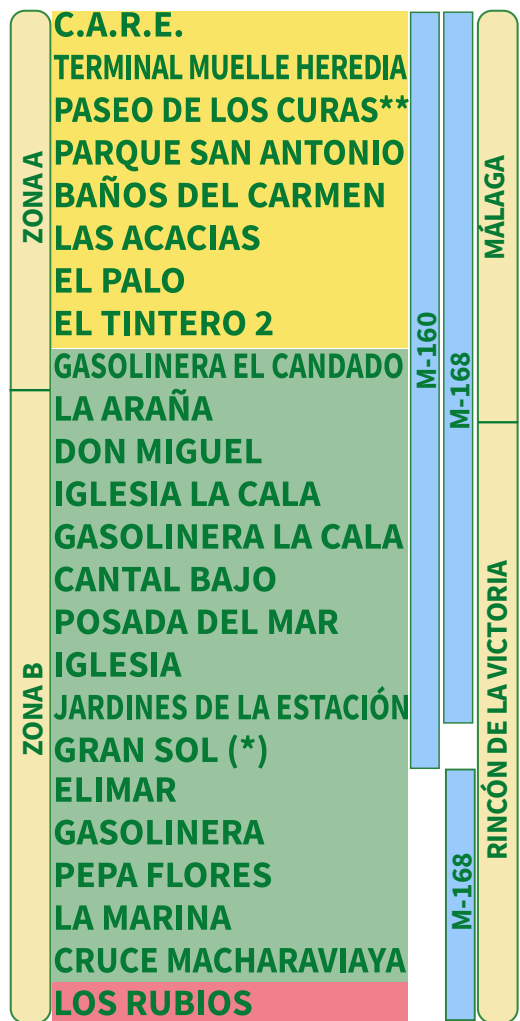 C.A.R.E.
TERMINAL MUELLE HEREDIA
PASEO DE LOS CURAS**
PARQUE SAN ANTONIO
BAÑOS DEL CARMEN
LAS ACACIAS
EL PALO
EL TINTERO 2
GASOLINERA EL CANDADO
LA ARAÑA
DON MIGUEL
IGLESIA LA CALA
GASOLINERA LA CALA
CANTAL BAJO
POSADA DEL MAR
IGLESIA
JARDINES DE LA ESTACIÓN
GRAN SOL (*)
ELIMAR
GASOLINERA
PEPA FLORES
LA MARINA
CRUCE MACHARAVIAYA
LOS RUBIOS
ZONA A
ZONA B
M-160
M-168
M-168
MÁLAGA
RINCÓN DE LA VICTORIA